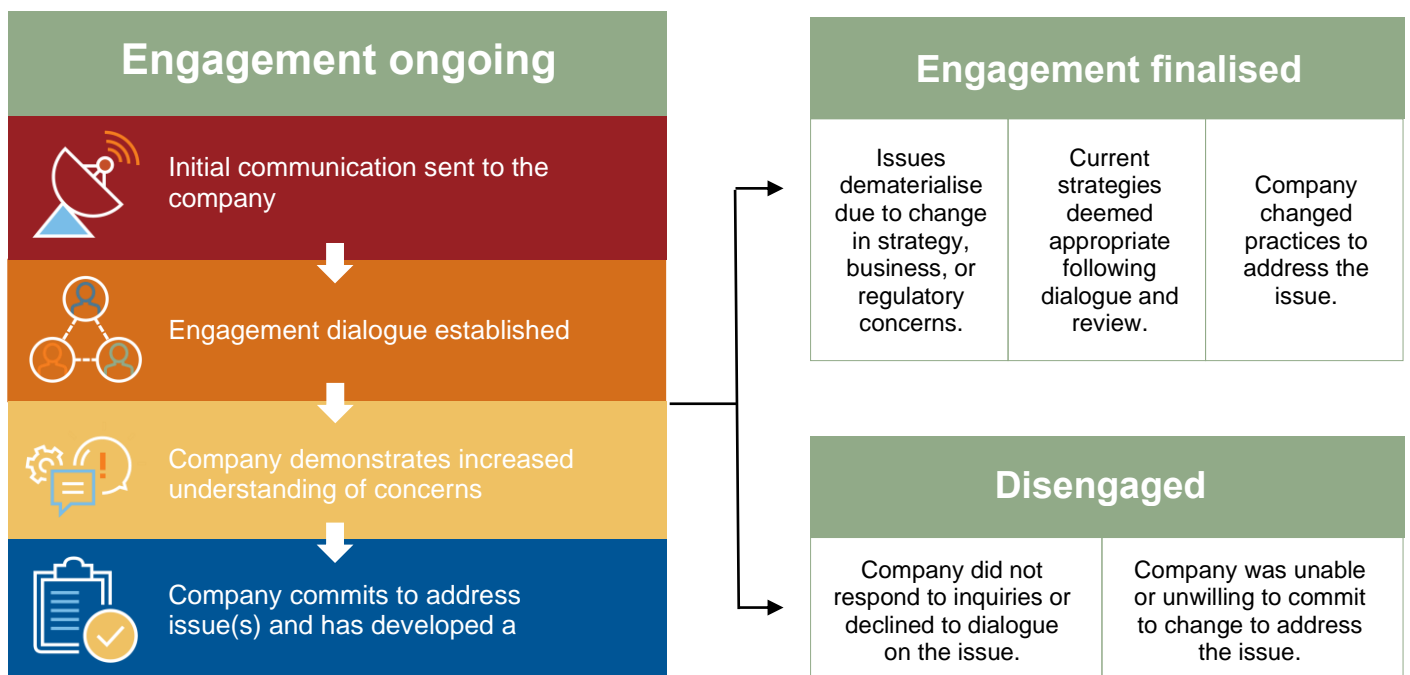 Engagement ongoing
Initial communication sent to the
company
Engagement dialogue established
Company demonstrates increased
understanding of concerns
Company commits to address
issue(s) and has developed a
Engagement finalised
Issues
dematerialise
due to change
in strategy,
business, or
regulatory
concerns.
Current
strategies
deemed
appropriate
following
dialogue and
review.
Company
changed
practices to
address the
issue.
Disengaged
Company did not
respond to inquiries or
declined to dialogue
on the issue.
Company was unable
or unwilling to commit
to change to address
the issue.